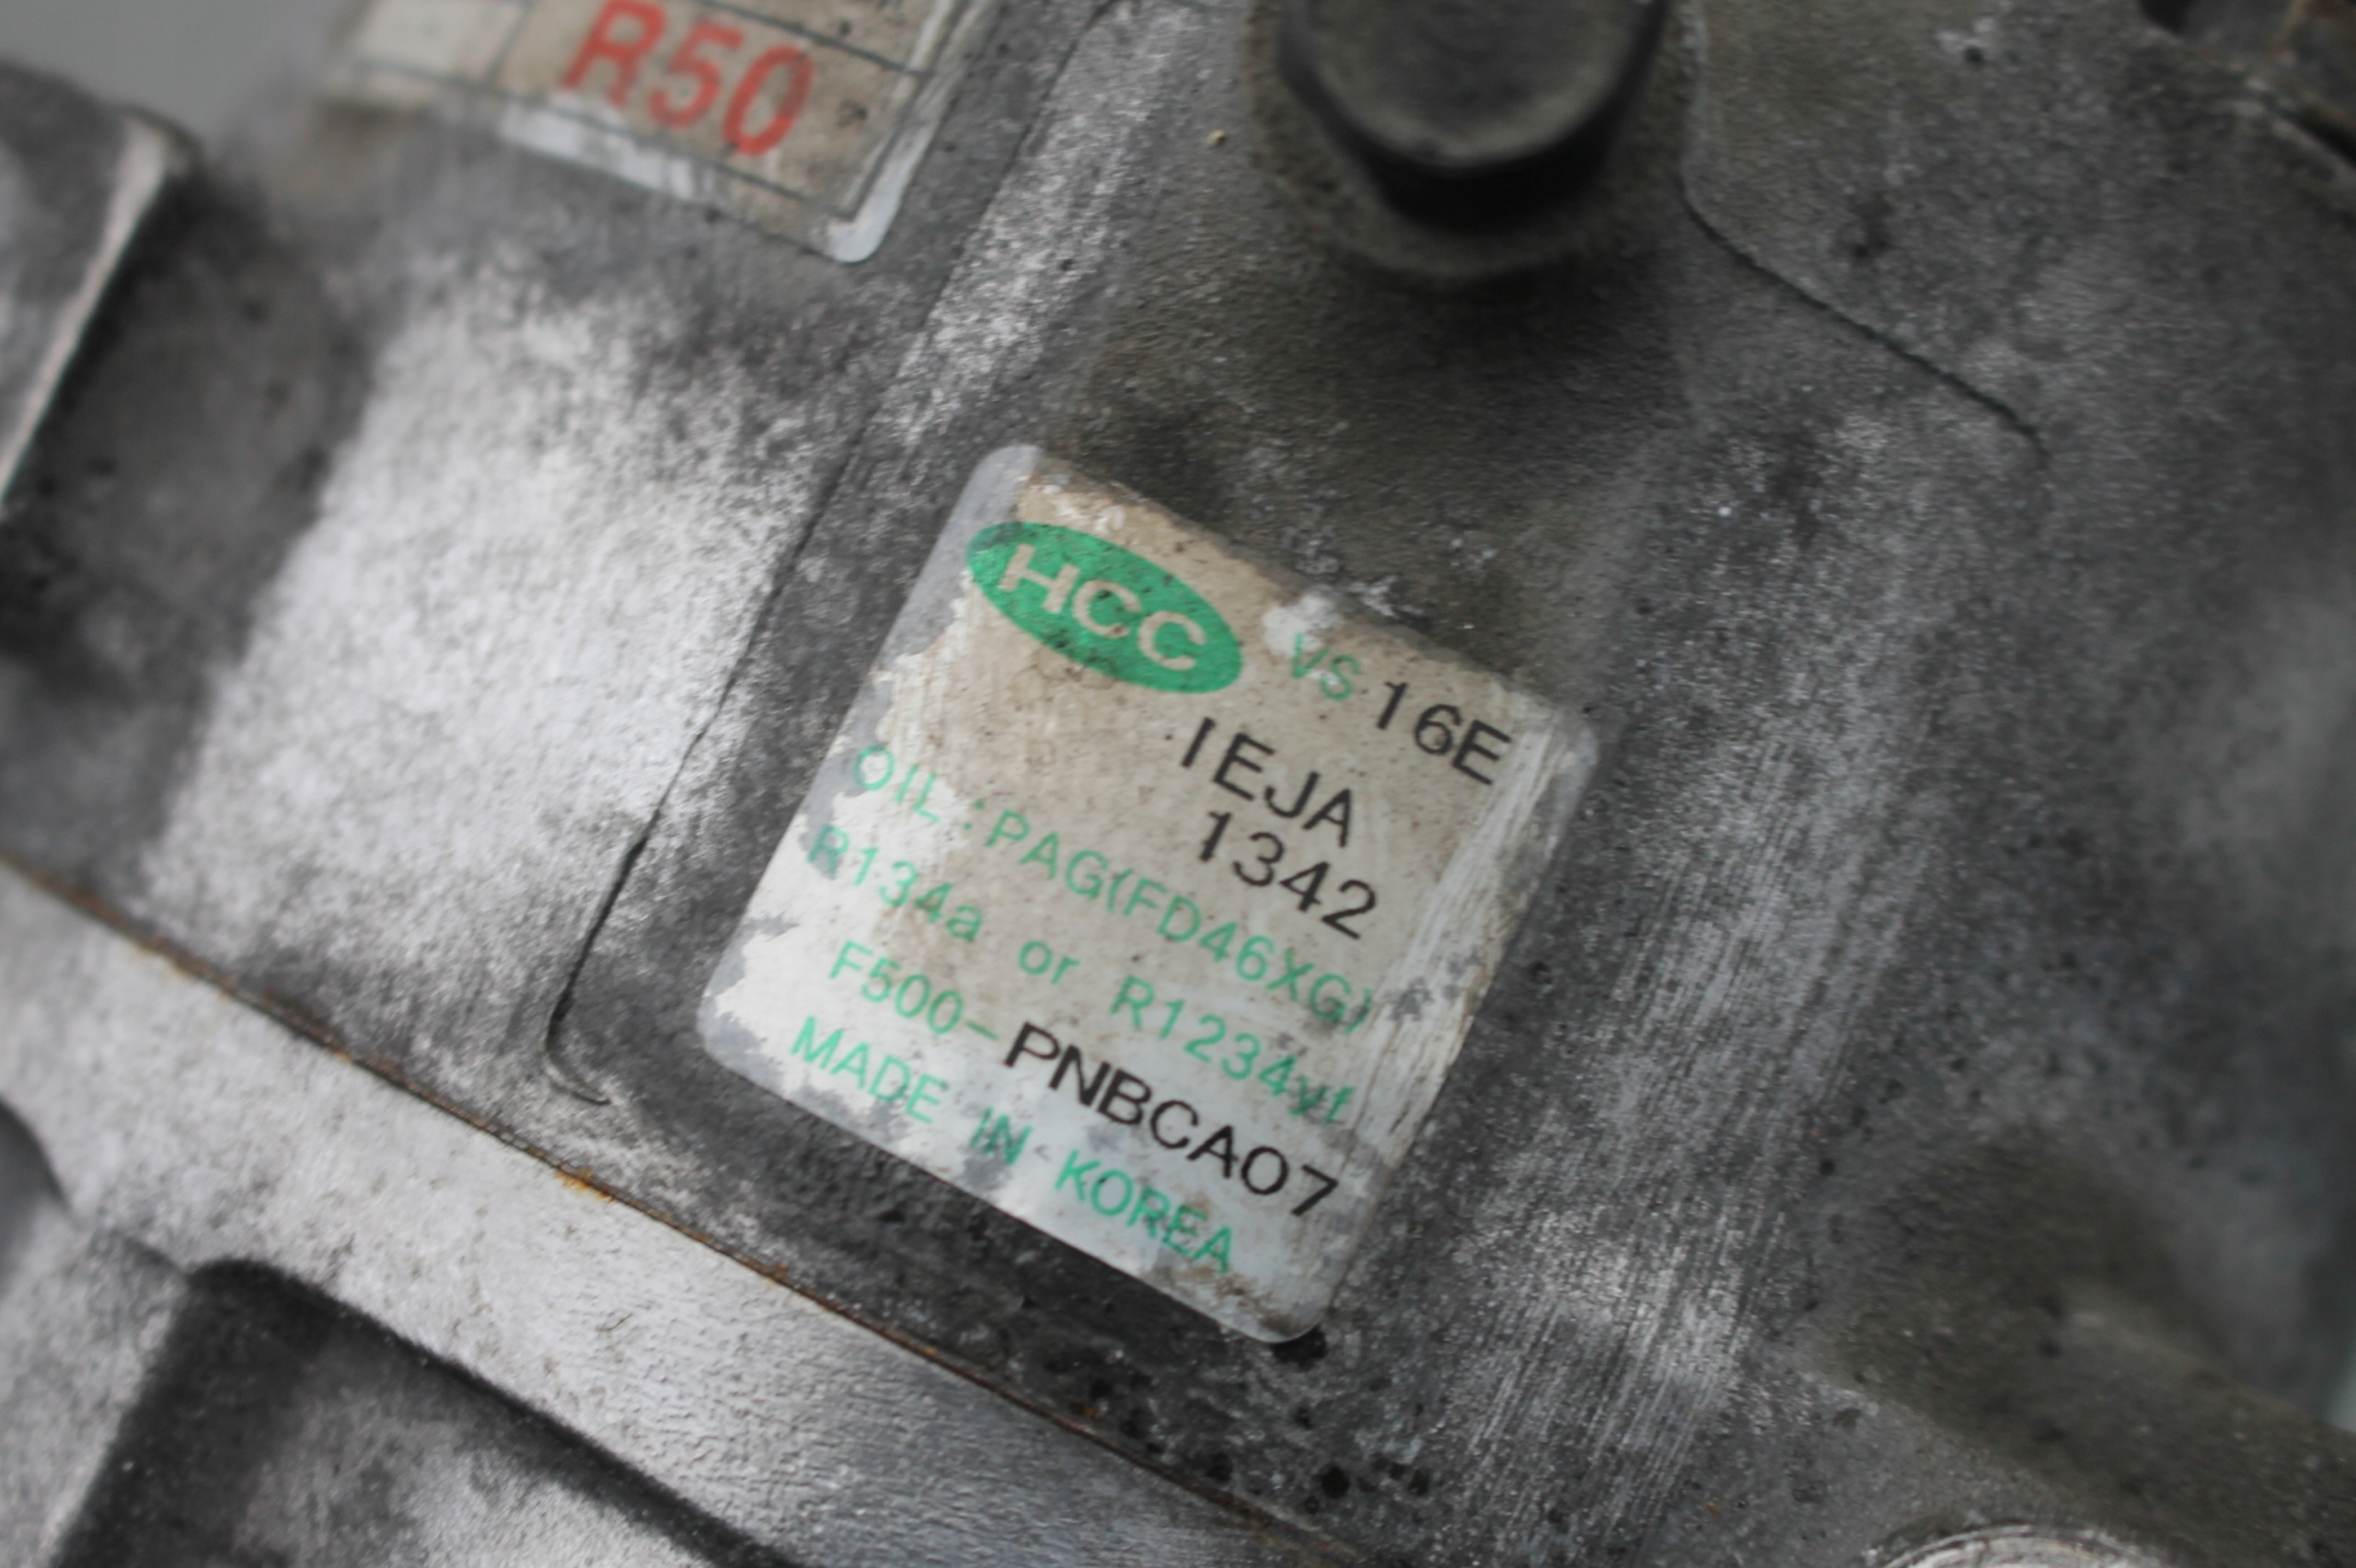 R50
HCC VS 16E
IEJA
1342
OIL : PAG(FD46XG)
R134a or R1234yf
F500-PNBCA07
MADE IN KOREA